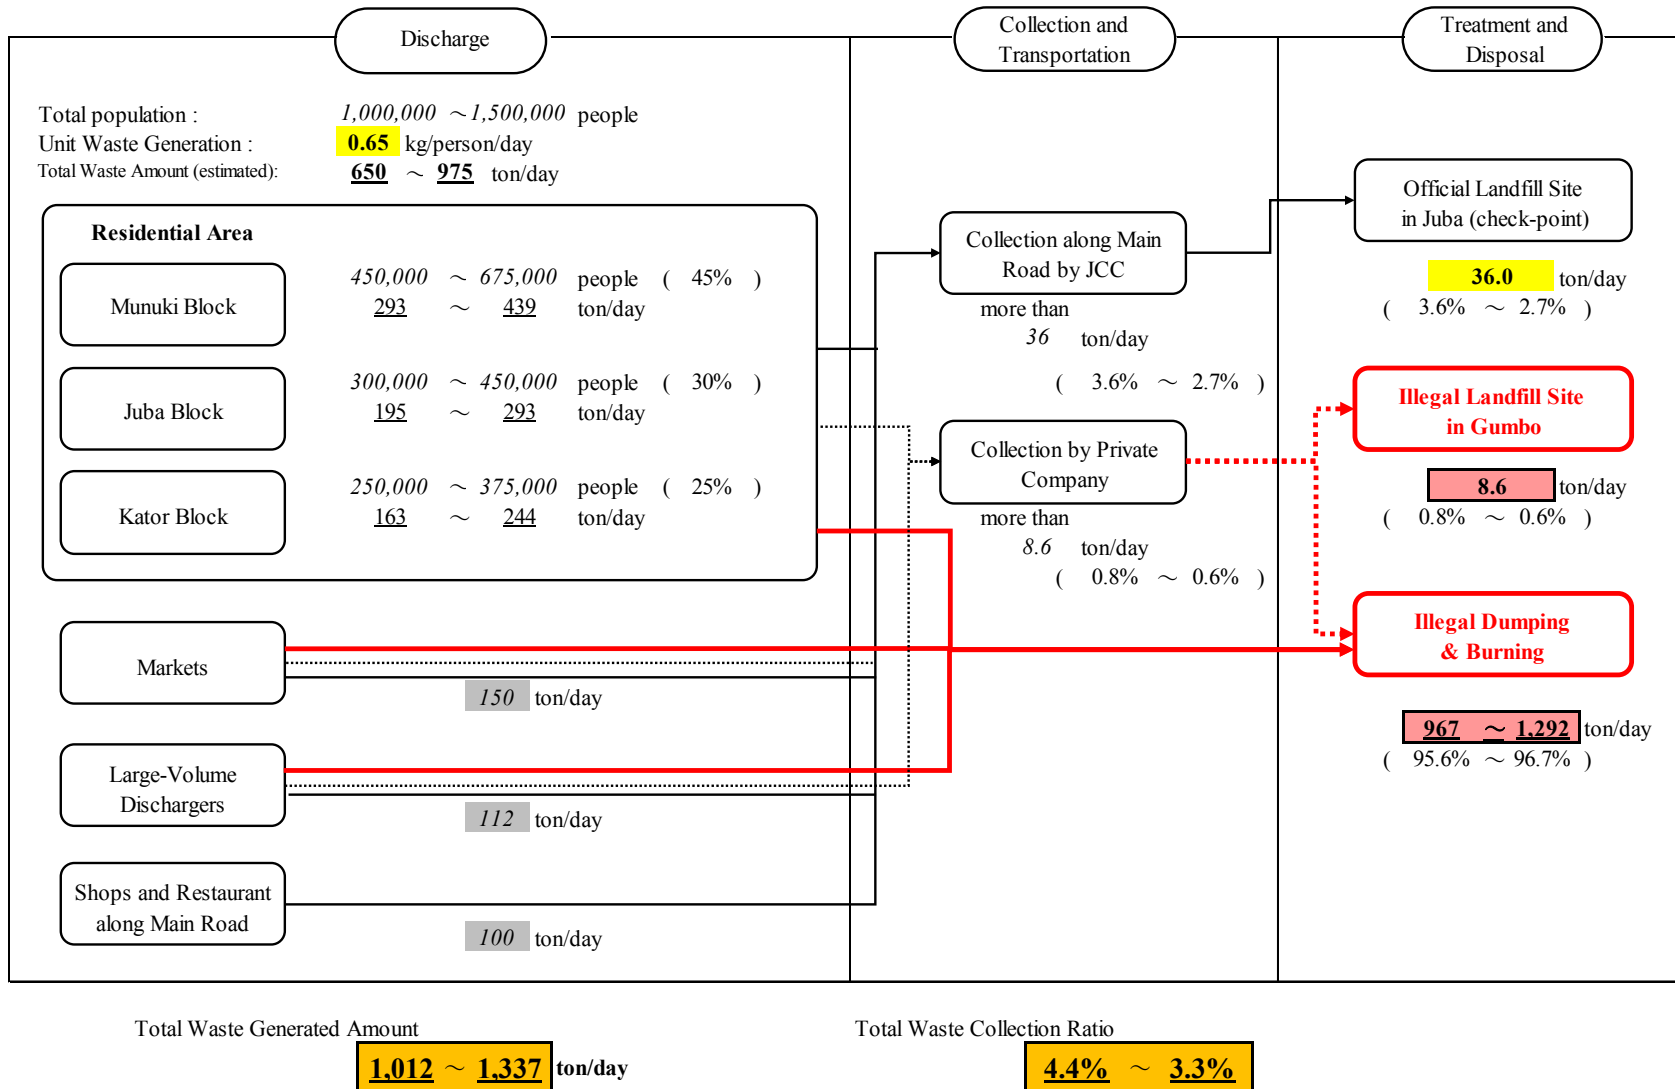 Discharge
Collection and
Transportation
Treatment and
Disposal
Total population :
1,000,000 ～1,500,000 people
Unit Waste Generation :
0.65 kg/person/day
Total Waste Amount (estimated):
650 ～ 975 ton/day
Residential Area
Munuki Block
450,000 ～ 675,000 people ( 45% )
293 ～ 439 ton/day
Juba Block
300,000 ～ 450,000 people ( 30% )
195 ～ 293 ton/day
Kator Block
250,000 ～ 375,000 people ( 25% )
163 ～ 244 ton/day
Markets
150 ton/day
Large-Volume
Dischargers
112 ton/day
Shops and Restaurant
along Main Road
100 ton/day
Collection along Main
Road by JCC
more than
36 ton/day
( 3.6% ～ 2.7% )
Collection by Private
Company
more than
8.6 ton/day
( 0.8% ～ 0.6% )
Official Landfill Site
in Juba (check-point)
36.0 ton/day
( 3.6% ～ 2.7% )
Illegal Landfill Site
in Gumbo
8.6 ton/day
( 0.8% ～ 0.6% )
Illegal Dumping
& Burning
967 ～ 1,292 ton/day
( 95.6% ～ 96.7% )
Total Waste Generated Amount
1,012 ～ 1,337 ton/day
Total Waste Collection Ratio
4.4% ～ 3.3%